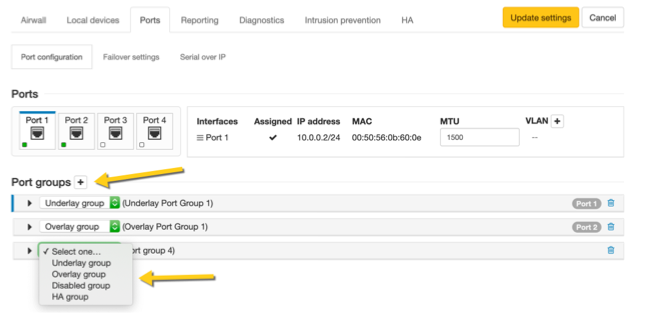 Airwall Local devices Ports Reporting Diagnostics Intrusion prevention HA Update settings Cancel
Port configuration Failover settings Serial over IP
Ports
Port 1 Port 2 Port 3 Port 4
Interfaces Assigned IP address MAC MTU VLAN +
Port 1 ✔ 10.0.0.2/24 00:50:56:0b:60:0e 1500 --
Port groups +
Underlay group (Underlay Port Group 1) Port 1
Overlay group (Overlay Port Group 1) Port 2
✓ Select one... ort group 4)
Underlay group
Overlay group
Disabled group
HA group